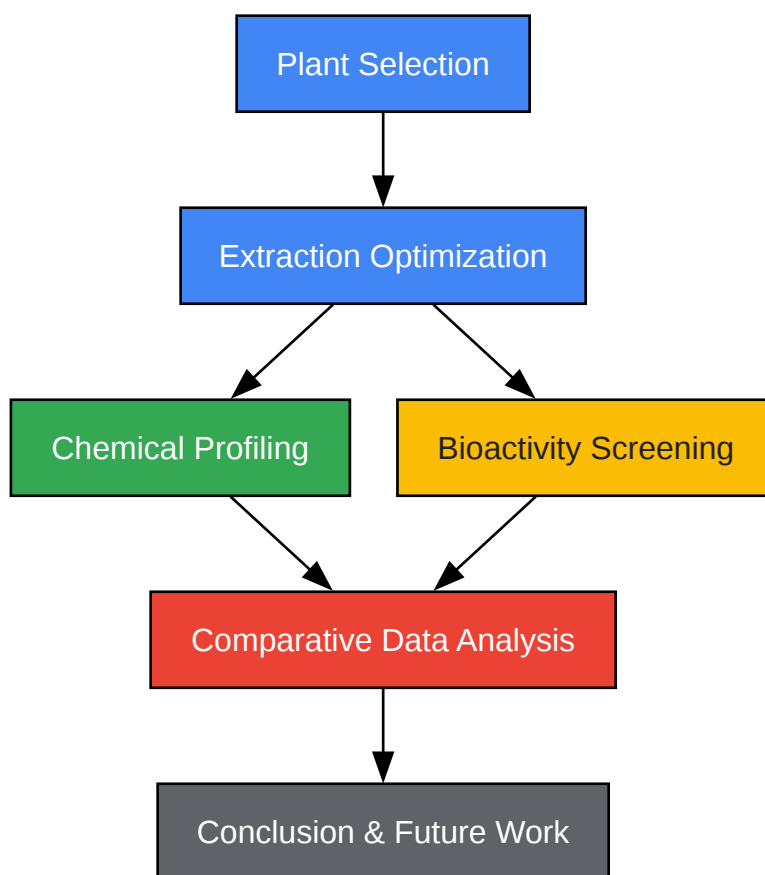 Plant Selection
Extraction Optimization
Chemical Profiling
Bioactivity Screening
Comparative Data Analysis
Conclusion & Future Work